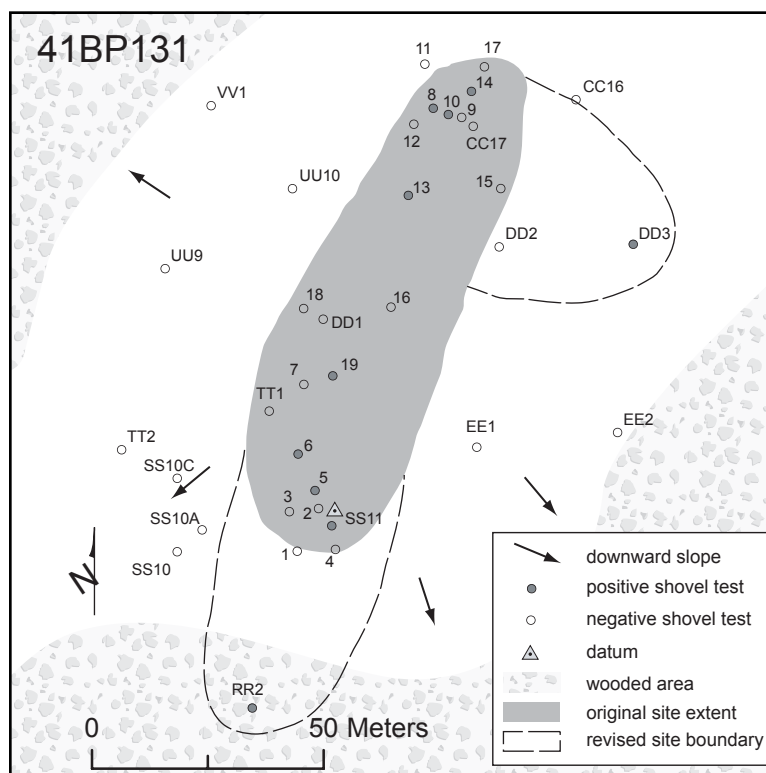 41BP131
11
17
CC16
VV1
14
8
10
9
12
CC17
UU10
13
15
DD2
DD3
UU9
18
16
DD1
7
19
TT1
EE1
EE2
TT2
6
SS10C
5
3
2
SS11
SS10A
SS10
1
4
N
RR2
0
50 Meters
downward slope
positive shovel test
negative shovel test
datum
wooded area
original site extent
revised site boundary